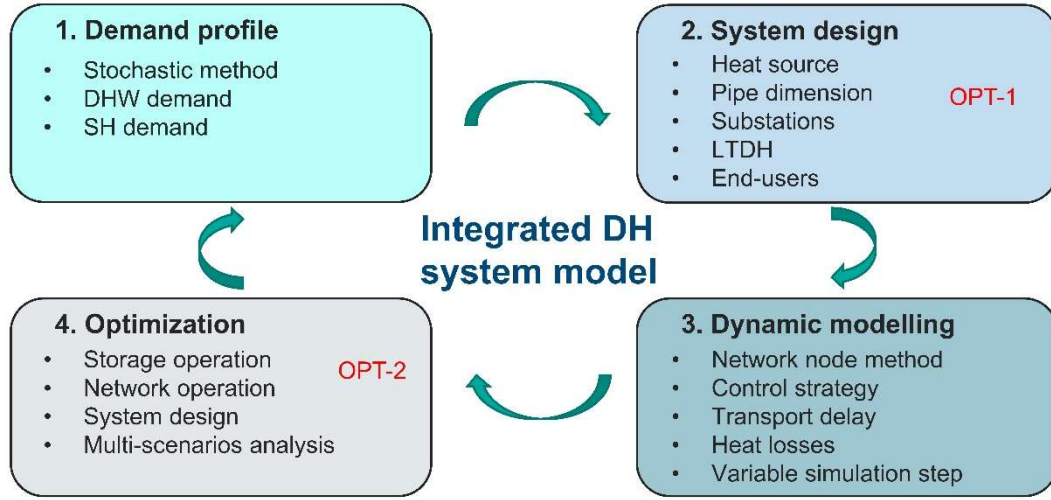 1. Demand profile
• Stochastic method
• DHW demand
• SH demand
2. System design
• Heat source
• Pipe dimension
• Substations
• LTDH
• End-users
OPT-1
Integrated DH
system model
4. Optimization
• Storage operation
• Network operation
• System design
• Multi-scenarios analysis
OPT-2
3. Dynamic modelling
• Network node method
• Control strategy
• Transport delay
• Heat losses
• Variable simulation step